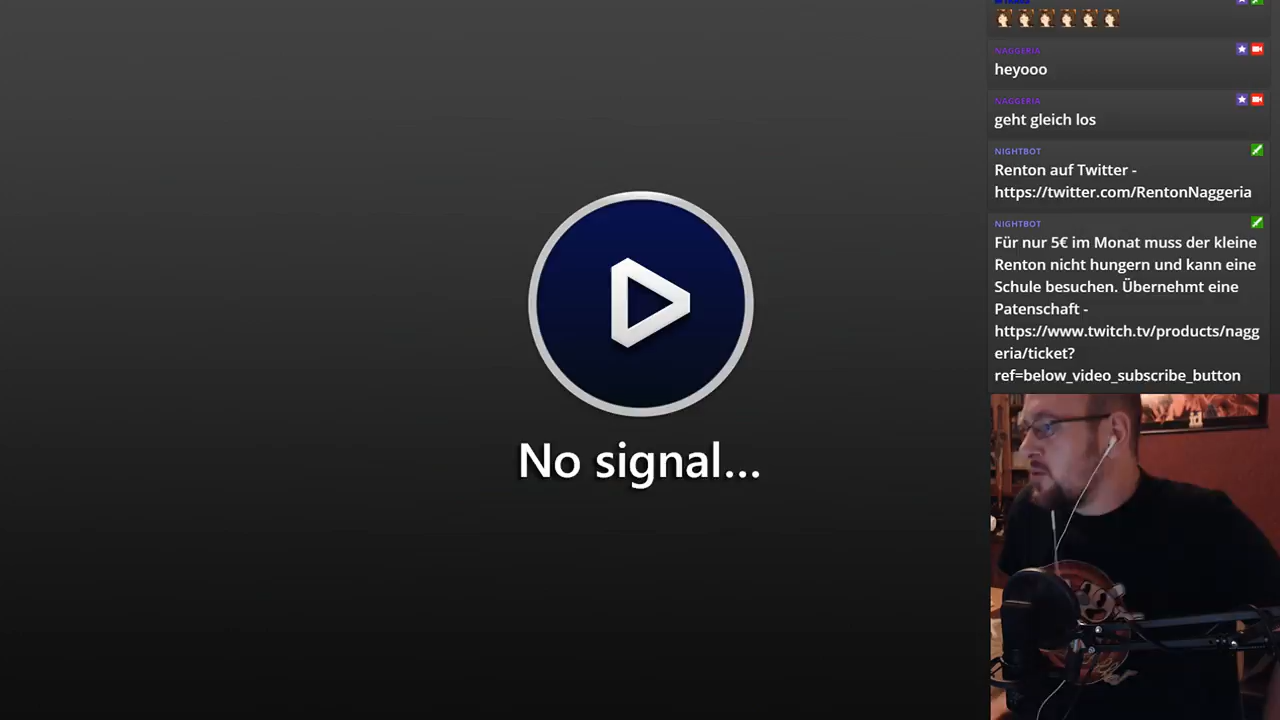 NAGGERIA
heyooo
NAGGERIA
geht gleich los
NIGHTBOT
Renton auf Twitter -
https://twitter.com/RentonNaggeria
NIGHTBOT
Für nur 5€ im Monat muss der kleine
Renton nicht hungern und kann eine
Schule besuchen. Übernehmt eine
Patenschaft -
https://www.twitch.tv/products/nagg
eria/ticket?
ref=below_video_subscribe_button
No signal...